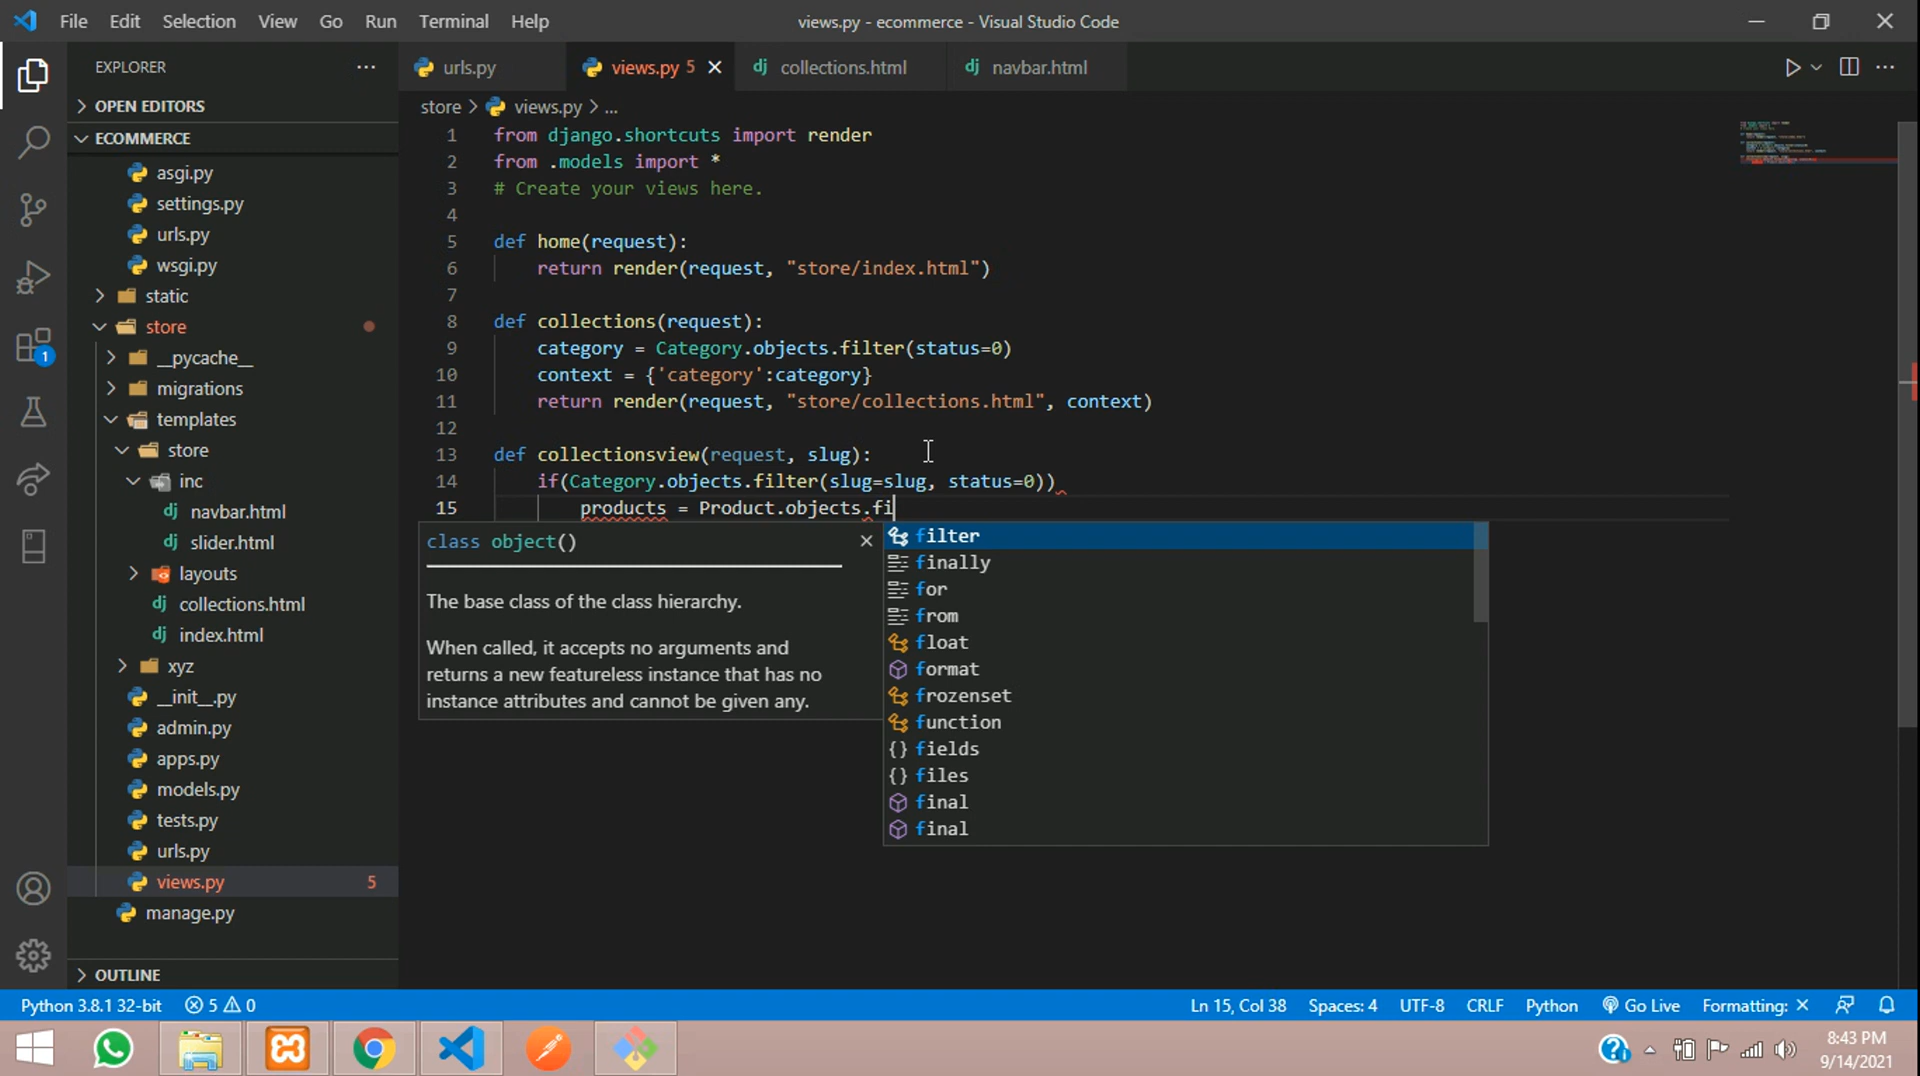 File Edit Selection View Go Run Terminal Help
views.py - ecommerce - Visual Studio Code
EXPLORER
OPEN EDITORS
ECOMMERCE
asgi.py
settings.py
urls.py
wsgi.py
static
store
__pycache__
migrations
templates
store
inc
navbar.html
slider.html
layouts
collections.html
index.html
xyz
__init__.py
admin.py
apps.py
models.py
tests.py
urls.py
views.py 5
manage.py
OUTLINE
1
urls.py views.py 5 collections.html navbar.html
store > views.py > ...
1 from django.shortcuts import render
2 from .models import *
3 # Create your views here.
4
5 def home(request):
6 return render(request, "store/index.html")
7
8 def collections(request):
9 category = Category.objects.filter(status=0)
10 context = {'category':category}
11 return render(request, "store/collections.html", context)
12
13 def collectionsview(request, slug):
14 if(Category.objects.filter(slug=slug, status=0))
15 products = Product.objects.fi
class object()
The base class of the class hierarchy.
When called, it accepts no arguments and
returns a new featureless instance that has no
instance attributes and cannot be given any.
filter
finally
for
from
float
format
frozenset
function
fields
files
final
final
Python 3.8.1 32-bit 5 0 Ln 15, Col 38 Spaces: 4 UTF-8 CRLF Python Go Live Formatting: ×
8:43 PM
9/14/2021